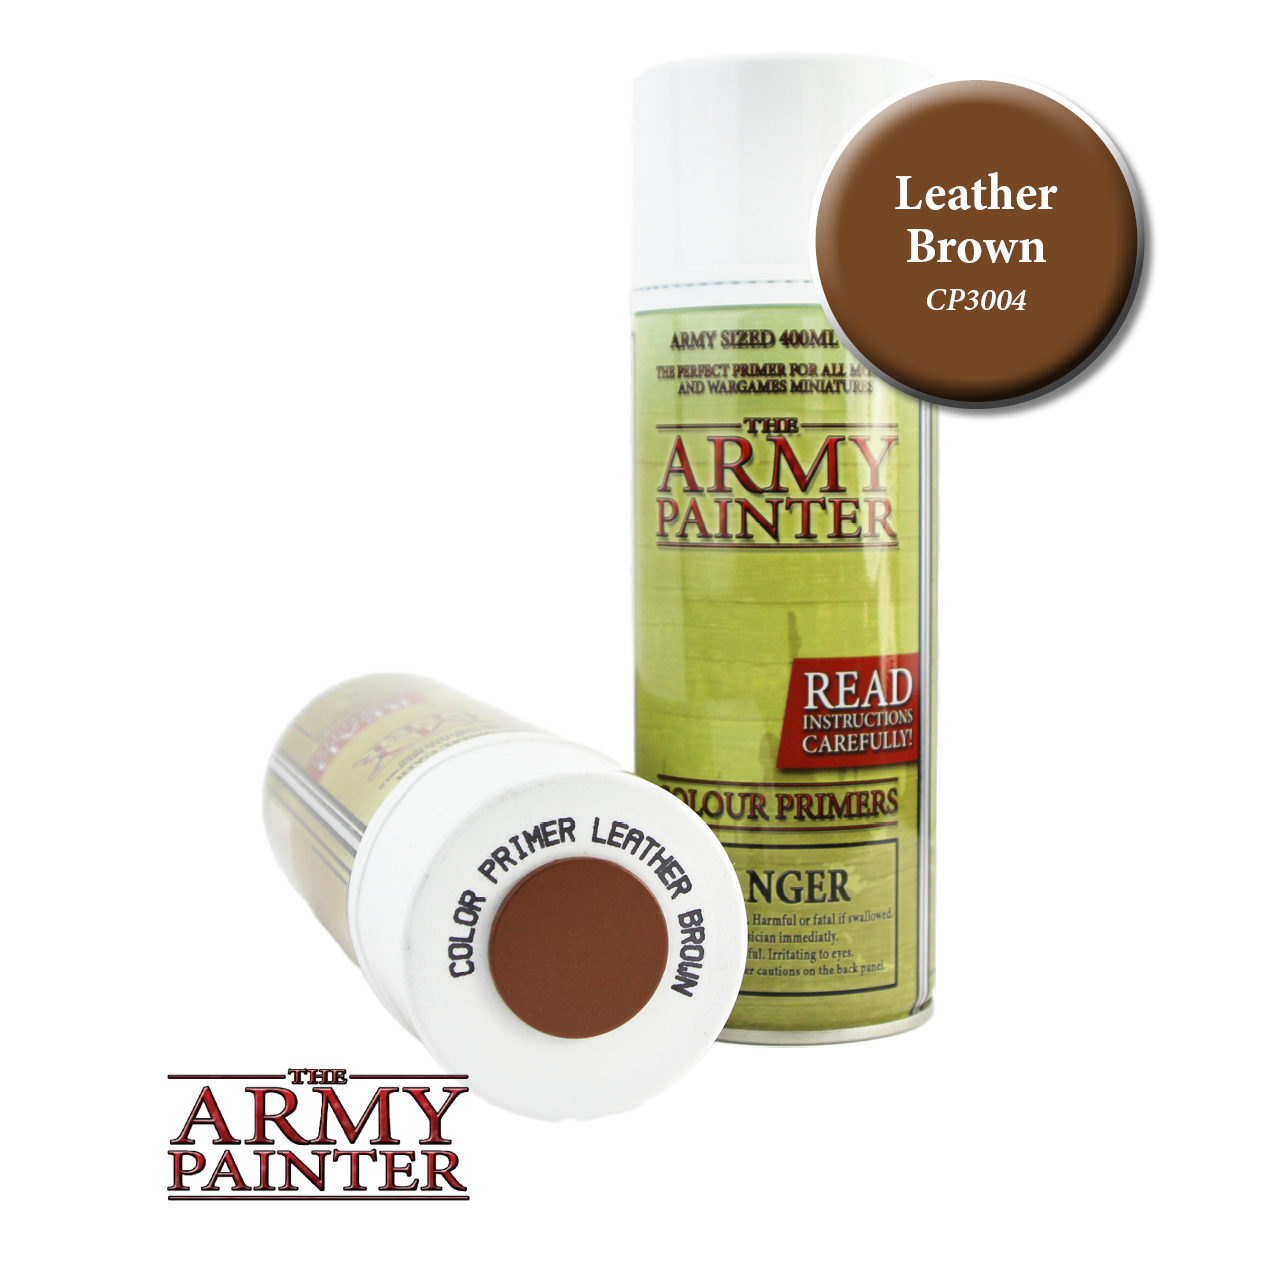 Leather
Brown
CP3004
ARMY SIZED 400ML
THE PERFECT PRIMER FOR ALL
AND WARGAMES MINIATURES
THE
ARMY
PAINTER
READ
INSTRUCTIONS
CAREFULLY!
COLOUR PRIMERS
NGER
. Harmful or fatal if swallowed.
sician immediatly.
ful. Irritating to eyes.
er cautions on the back panel.
COLOR PRIMER LEATHER BROWN
THE
ARMY
PAINTER